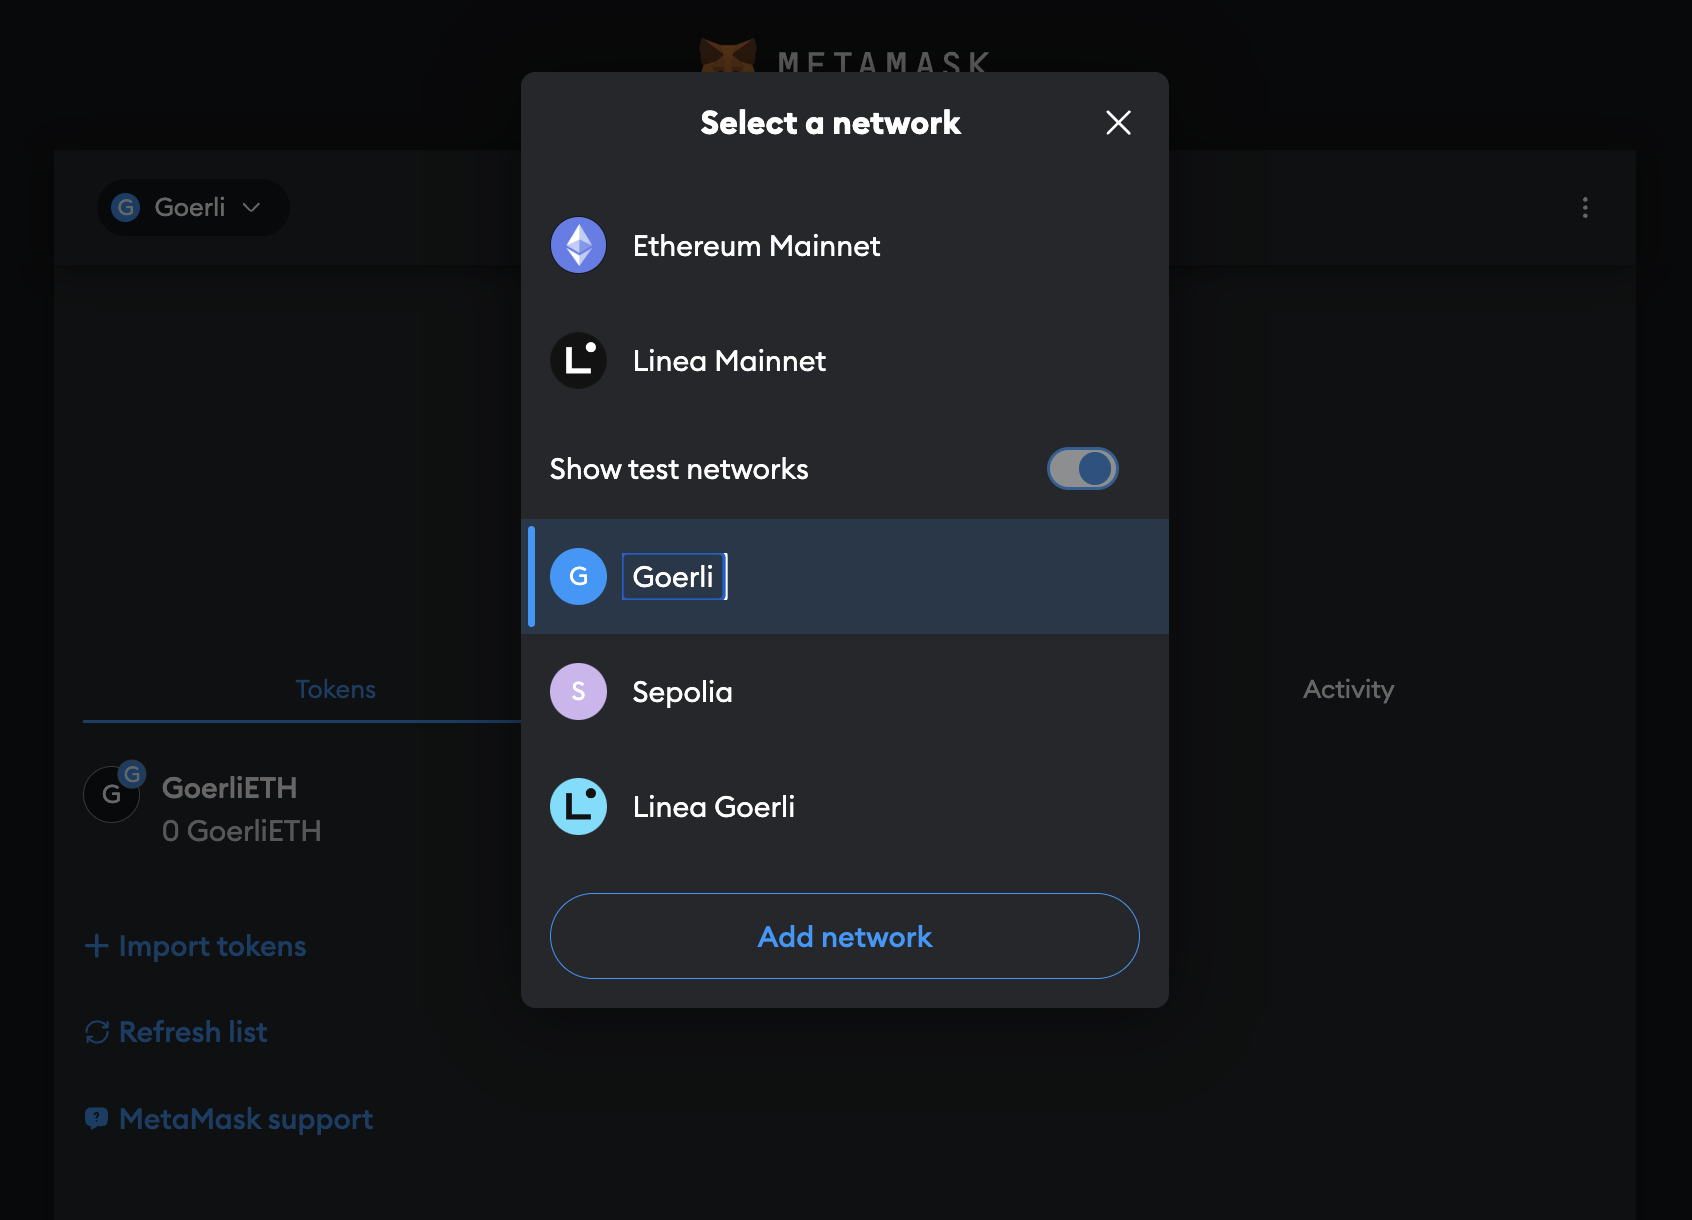 METAMASK
Select a network
G Goerli
Ethereum Mainnet
L Linea Mainnet
Show test networks
G Goerli
S Sepolia
L Linea Goerli
Add network
Tokens
Activity
G G GoerliETH
0 GoerliETH
Import tokens
Refresh list
? MetaMask support